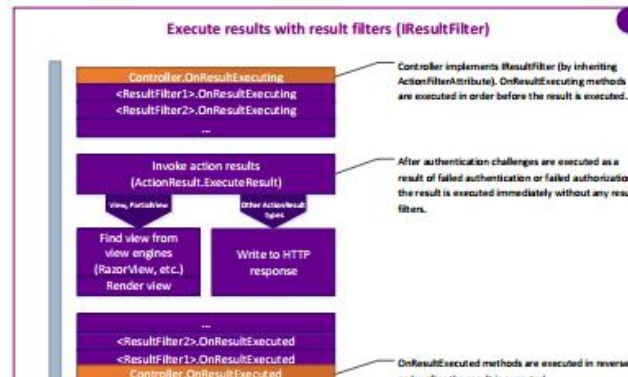 Execute results with result filters (IResultFilter)
Controller.OnResultExecuting
<ResultFilter1>.OnResultExecuting
<ResultFilter2>.OnResultExecuting
...
Controller implements IResultFilter (by inheriting
ActionFilterAttribute). OnResultExecuting methods
are executed in order before the result is executed.
Invoke action results
(ActionResult.ExecuteResult)
After authentication challenges are executed as a
result of failed authentication or failed authorization
the result is executed immediately without any
filters.
View, PartialView
Other ActionResult
types
Find view from
view engines
(RazorView, etc.)
Render view
Write to HTTP
response
...
<ResultFilter2>.OnResultExecuted
<ResultFilter1>.OnResultExecuted
Controller.OnResultExecuted
OnResultExecuted methods are executed in reverse